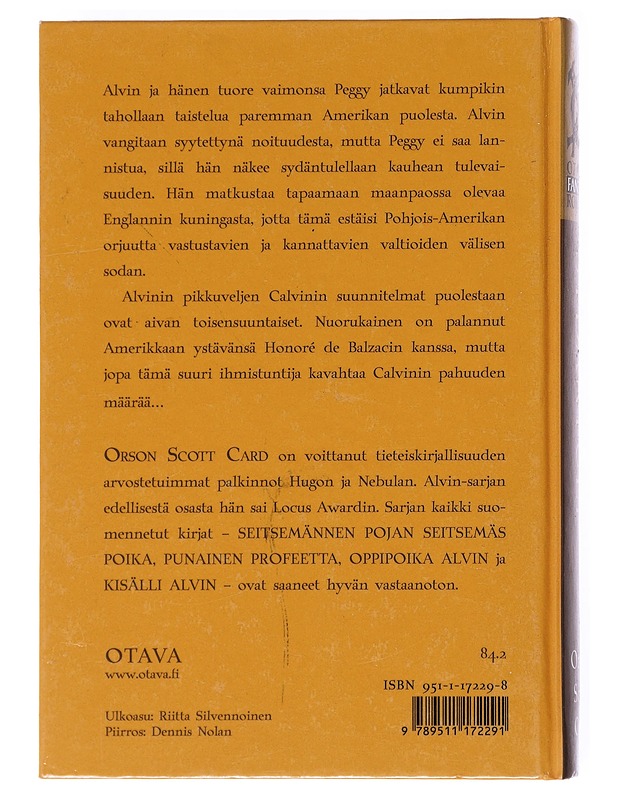 Alvin ja hänen tuore vaimonsa Peggy jatkavat kumpikin
tahollaan taistelua paremman Amerikan puolesta. Alvin
vangitaan syytettynä noituudesta, mutta Peggy ei saa lan-
nistua, sillä hän näkee sydäntulellaan kauhean tulevai-
suuden. Hän matkustaa tapaamaan maanpaossa olevaa
Englannin kuningasta, jotta tämä estäisi Pohjois-Amerikan
orjuutta vastustavien ja kannattavien valtioiden välisen
sodan.
Alvinin pikkuveljen Calvinin suunnitelmat puolestaan
ovat aivan toisensuuntaiset. Nuorukainen on palannut
Amerikkaan ystävänsä Honoré de Balzacin kanssa, mutta
jopa tämä suuri ihmistuntija kavahtaa Calvinin pahuuden
määrää...
ORSON SCOTT CARD on voittanut tieteiskirjallisuuden
arvostetuimmat palkinnot Hugon ja Nebulan. Alvin-sarjan
edellisestä osasta hän sai Locus Awardin. Sarjan kaikki suo-
mennetut kirjat – SEITSEMÄNNEN POJAN SEITSEMÄS
POIKA, PUNAINEN PROFEETTA, OPPIPOIKA ALVIN ja
KISÄLLI ALVIN – ovat saaneet hyvän vastaanoton.
OTAVA
www.otava.fi
84.2
ISBN 951-1-17229-8
9 789511 172291
Ulkoasu: Riitta Silvennoinen
Piirros: Dennis Nolan